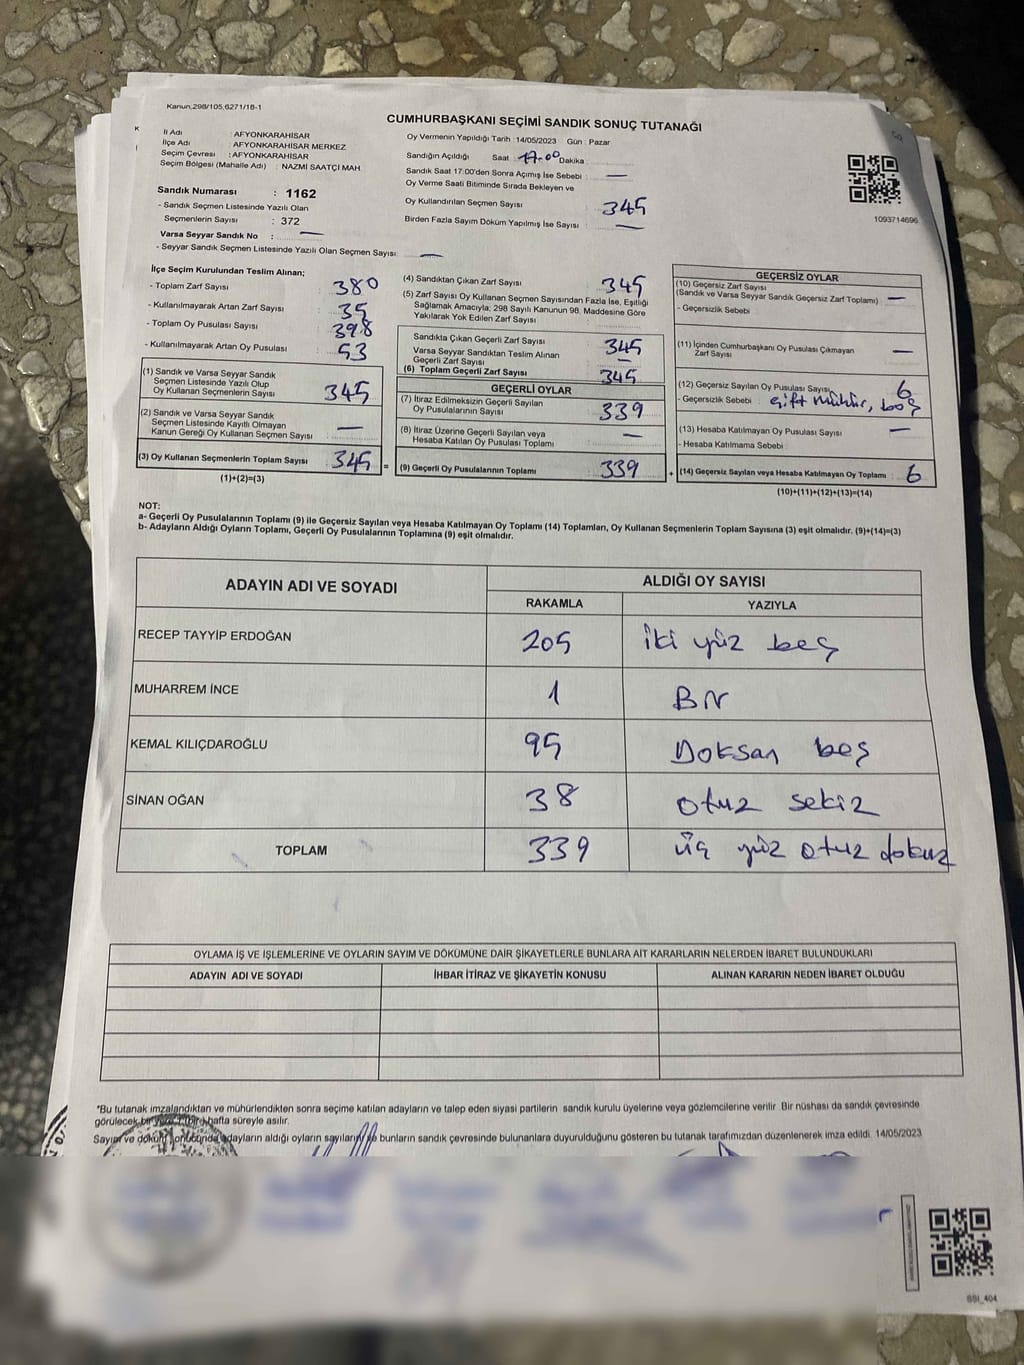 Kanun,298/105,6271/18-1
CUMHURBAŞKANI SEÇİMİ SANDIK SONUÇ TUTANAĞI
İl Adı : AFYONKARAHİSAR
İlçe Adı : AFYONKARAHİSAR MERKEZ
Seçim Çevresi : AFYONKARAHİSAR
Seçim Bölgesi (Mahalle Adı) : NAZMİ SAATÇİ MAH
Sandık Numarası : 1162
- Sandık Seçmen Listesinde Yazılı Olan
Seçmenlerin Sayısı : 372
Varsa Seyyar Sandık No : —
- Seyyar Sandık Seçmen Listesinde Yazılı Olan Seçmen Sayısı: —
Oy Vermenin Yapıldığı Tarih :14/05/2023 Gün : Pazar
Sandığın Açıldığı Saat : 17.00 Dakika
Sandık Saat 17:00'den Sonra Açımış İse Sebebi : —
Oy Verme Saati Bitiminde Sırada Bekleyen ve
Oy Kullandırılan Seçmen Sayısı : 345
Birden Fazla Sayım Döküm Yapılmış İse Sayısı : —
1093714696
İlçe Seçim Kurulundan Teslim Alınan;
- Toplam Zarf Sayısı : 380
- Kullanılmayarak Artan Zarf Sayısı : 35
- Toplam Oy Pusulası Sayısı : 398
- Kullanılmayarak Artan Oy Pusulası : 53
(1) Sandık ve Varsa Seyyar Sandık
Seçmen Listesinde Yazılı Olup
Oy Kullanan Seçmenlerin Sayısı : 345
(2) Sandık ve Varsa Seyyar Sandık
Seçmen Listesinde Kayıtlı Olmayan
Kanun Gereği Oy Kullanan Seçmen Sayısı : —
(3) Oy Kullanan Seçmenlerin Toplam Sayısı : 345 =
(1)+(2)=(3)
(4) Sandıktan Çıkan Zarf Sayısı : 345
(5) Zarf Sayısı Oy Kullanan Seçmen Sayısından Fazla İse, Eşitliği
Sağlamak Amacıyla; 298 Sayılı Kanunun 98. Maddesine Göre
Yakılarak Yok Edilen Zarf Sayısı :
Sandıkta Çıkan Geçerli Zarf Sayısı : 345
Varsa Seyyar Sandıktan Teslim Alınan
Geçerli Zarf Sayısı : —
(6) Toplam Geçerli Zarf Sayısı : 345
GEÇERLİ OYLAR
(7) İtiraz Edilmeksizin Geçerli Sayılan
Oy Pusulalarının Sayısı : 339
(8) İtiraz Üzerine Geçerli Sayılan veya
Hesaba Katılan Oy Pusulası Toplamı : —
(9) Geçerli Oy Pusulalarının Toplamı : 339 +
GEÇERSİZ OYLAR
(10) Geçersiz Zarf Sayısı
(Sandık ve Varsa Seyyar Sandık Geçersiz Zarf Toplamı) : —
- Geçersizlik Sebebi
(11) İçinden Cumhurbaşkanı Oy Pusulası Çıkmayan
Zarf Sayısı : —
(12) Geçersiz Sayılan Oy Pusulası Sayısı : 6
- Geçersizlik Sebebi : çift mühür, boş
(13) Hesaba Katılmayan Oy Pusulası Sayısı : —
- Hesaba Katılmama Sebebi :
(14) Geçersiz Sayılan veya Hesaba Katılmayan Oy Toplamı : 6
(10)+(11)+(12)+(13)=(14)
NOT:
a- Geçerli Oy Pusulalarının Toplamı (9) ile Geçersiz Sayılan veya Hesaba Katılmayan Oy Toplamı (14) Toplamları, Oy Kullanan Seçmenlerin Toplam Sayısına (3) eşit olmalıdır. (9)+(14)=(3)
b- Adayların Aldığı Oyların Toplamı, Geçerli Oy Pusulalarının Toplamına (9) eşit olmalıdır.
ADAYIN ADI VE SOYADI ALDIĞI OY SAYISI
RAKAMLA YAZIYLA
RECEP TAYYİP ERDOĞAN 205 iki yüz beş
MUHARREM İNCE 1 Bir
KEMAL KILIÇDAROĞLU 95 Doksan beş
SİNAN OĞAN 38 otuz sekiz
TOPLAM 339 üç yüz otuz dokuz
OYLAMA İŞ VE İŞLEMLERİNE VE OYLARIN SAYIM VE DÖKÜMÜNE DAİR ŞİKAYETLERLE BUNLARA AİT KARARLARIN NELERDEN İBARET BULUNDUKLARI
ADAYIN ADI VE SOYADI İHBAR İTİRAZ VE ŞİKAYETİN KONUSU ALINAN KARARIN NEDEN İBARET OLDUĞU
*Bu tutanak imzalandıktan ve mühürlendikten sonra seçime katılan adayların ve talep eden siyasi partilerin sandık kurulu üyelerine veya gözlemcilerine verilir. Bir nüshası da sandık çevresinde
görülecek bir yere 1 (bir) hafta süreyle asılır.
Sayım ve döküm sonucunda adayların aldığı oyların sayılarını ve bunların sandık çevresinde bulunanlara duyurulduğunu gösteren bu tutanak tarafımızdan düzenlenerek imza edildi. 14/05/2023
SSI_404